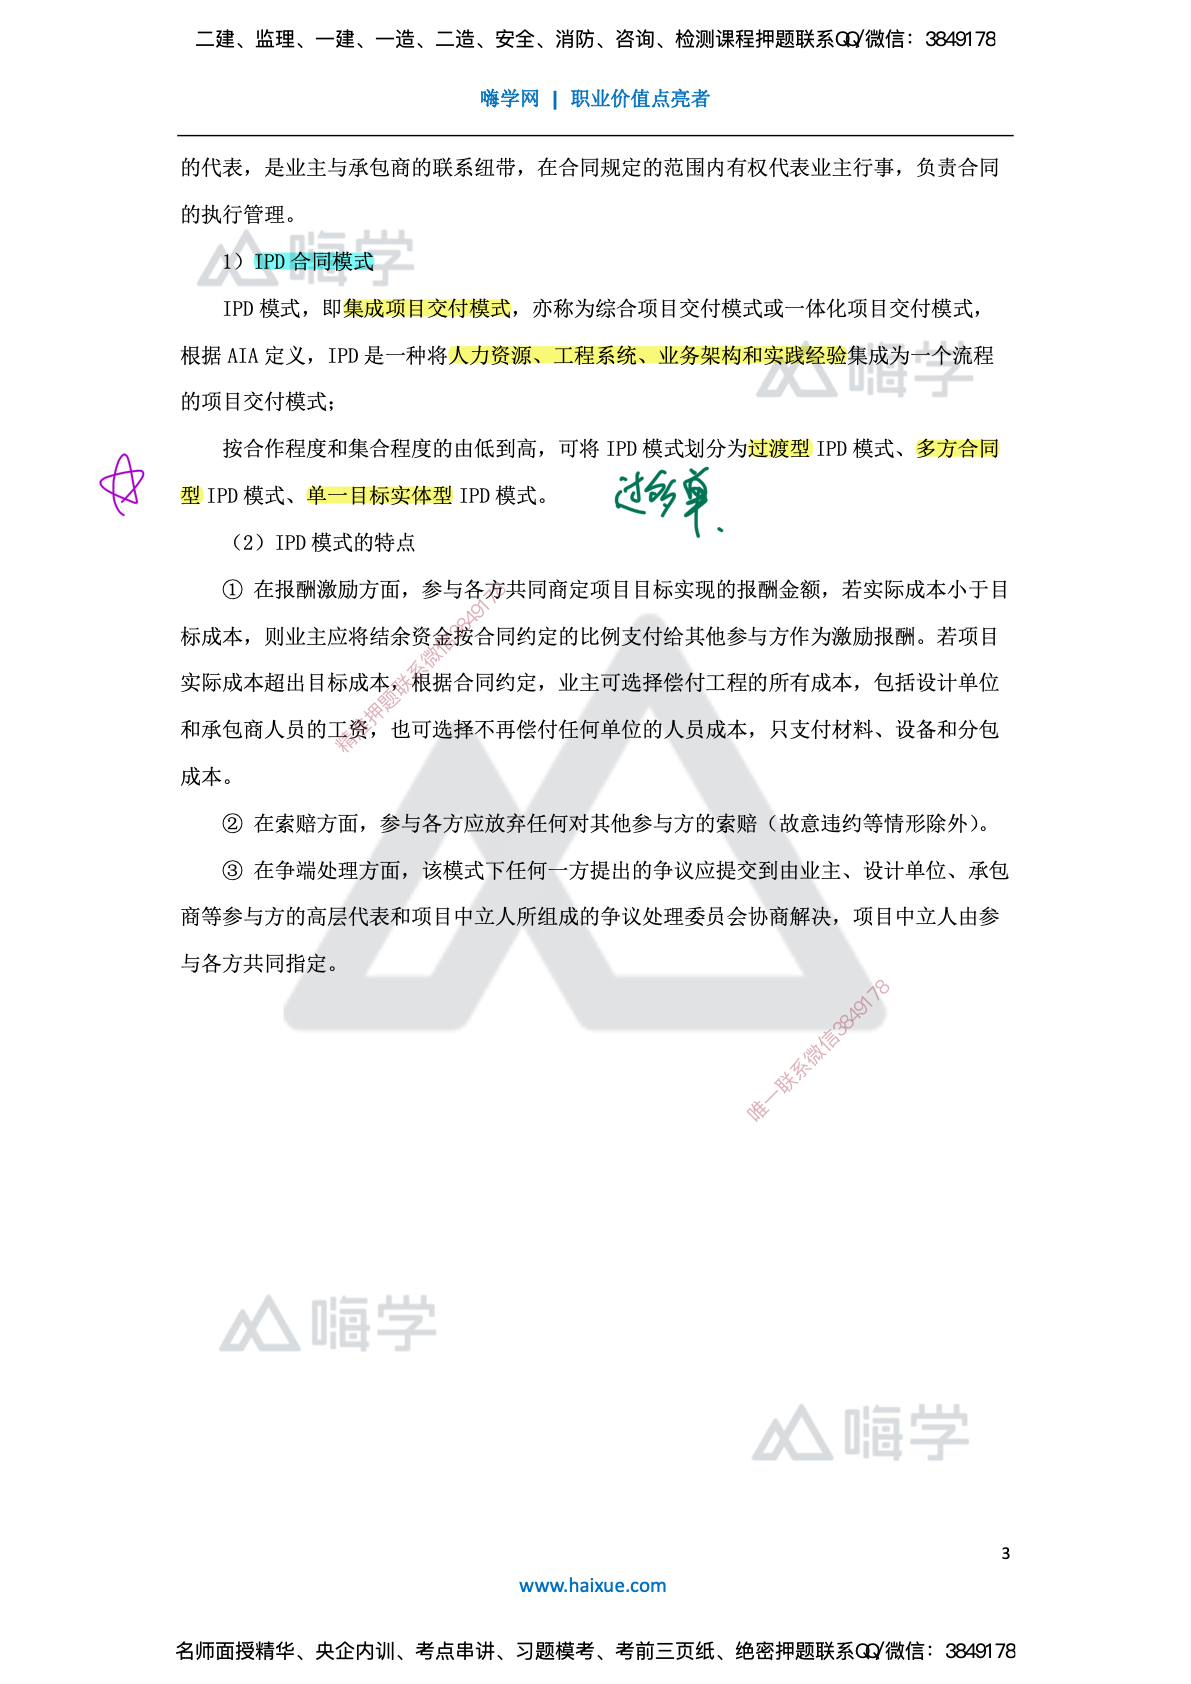 二建、监理、一建、一造、二造、安全、消防、咨询、检测课程押题联系QQ/微信：3849178
嗨学网 | 职业价值点亮者
的代表，是业主与承包商的联系纽带，在合同规定的范围内有权代表业主行事，负责合同
的执行管理。
嗨学
1）IPD 合同模式
IPD 模式，即集成项目交付模式，亦称为综合项目交付模式或一体化项目交付模式，
根据 AIA 定义，IPD 是一种将人力资源、工程系统、业务架构和实践经验集成为一个流程
嗨学
的项目交付模式；
按合作程度和集合程度的由低到高，可将 IPD 模式划分为过渡型 IPD 模式、多方合同
型 IPD 模式、单一目标实体型 IPD 模式。
过多单.
（2）IPD 模式的特点
① 在报酬激励方面，参与各方共同商定项目目标实现的报酬金额，若实际成本小于目
标成本，则业主应将结余资金按合同约定的比例支付给其他参与方作为激励报酬。若项目
实际成本超出目标成本，根据合同约定，业主可选择偿付工程的所有成本，包括设计单位
和承包商人员的工资，也可选择不再偿付任何单位的人员成本，只支付材料、设备和分包
成本。
精准押题联系微信3849178
② 在索赔方面，参与各方应放弃任何对其他参与方的索赔（故意违约等情形除外）。
③ 在争端处理方面，该模式下任何一方提出的争议应提交到由业主、设计单位、承包
商等参与方的高层代表和项目中立人所组成的争议处理委员会协商解决，项目中立人由参
与各方共同指定。
唯一联系微信3849178
嗨学
嗨学
3
www.haixue.com
名师面授精华、央企内训、考点串讲、习题模考、考前三页纸、绝密押题联系QQ/微信：3849178